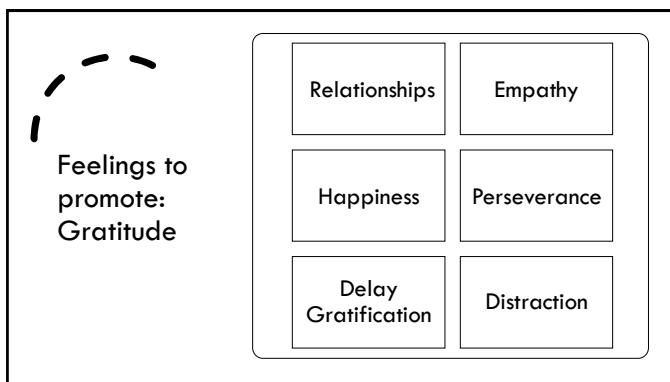 Feelings to
promote:
Gratitude
Relationships
Empathy
Happiness
Perseverance
Delay
Gratification
Distraction